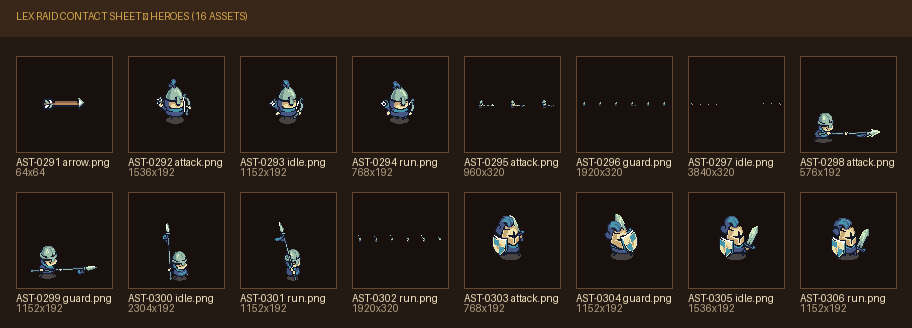 LEX RAID CONTACT SHEET▯HEROES (16 ASSETS)
AST-0291 arrow.png
64x64
AST-0292 attack.png
1536x192
AST-0293 idle.png
1152x192
AST-0294 run.png
768x192
AST-0295 attack.png
960x320
AST-0296 guard.png
1920x320
AST-0297 idle.png
3840x320
AST-0298 attack.png
576x192
AST-0299 guard.png
1152x192
AST-0300 idle.png
2304x192
AST-0301 run.png
1152x192
AST-0302 run.png
1920x320
AST-0303 attack.png
768x192
AST-0304 guard.png
1152x192
AST-0305 idle.png
1536x192
AST-0306 run.png
1152x192